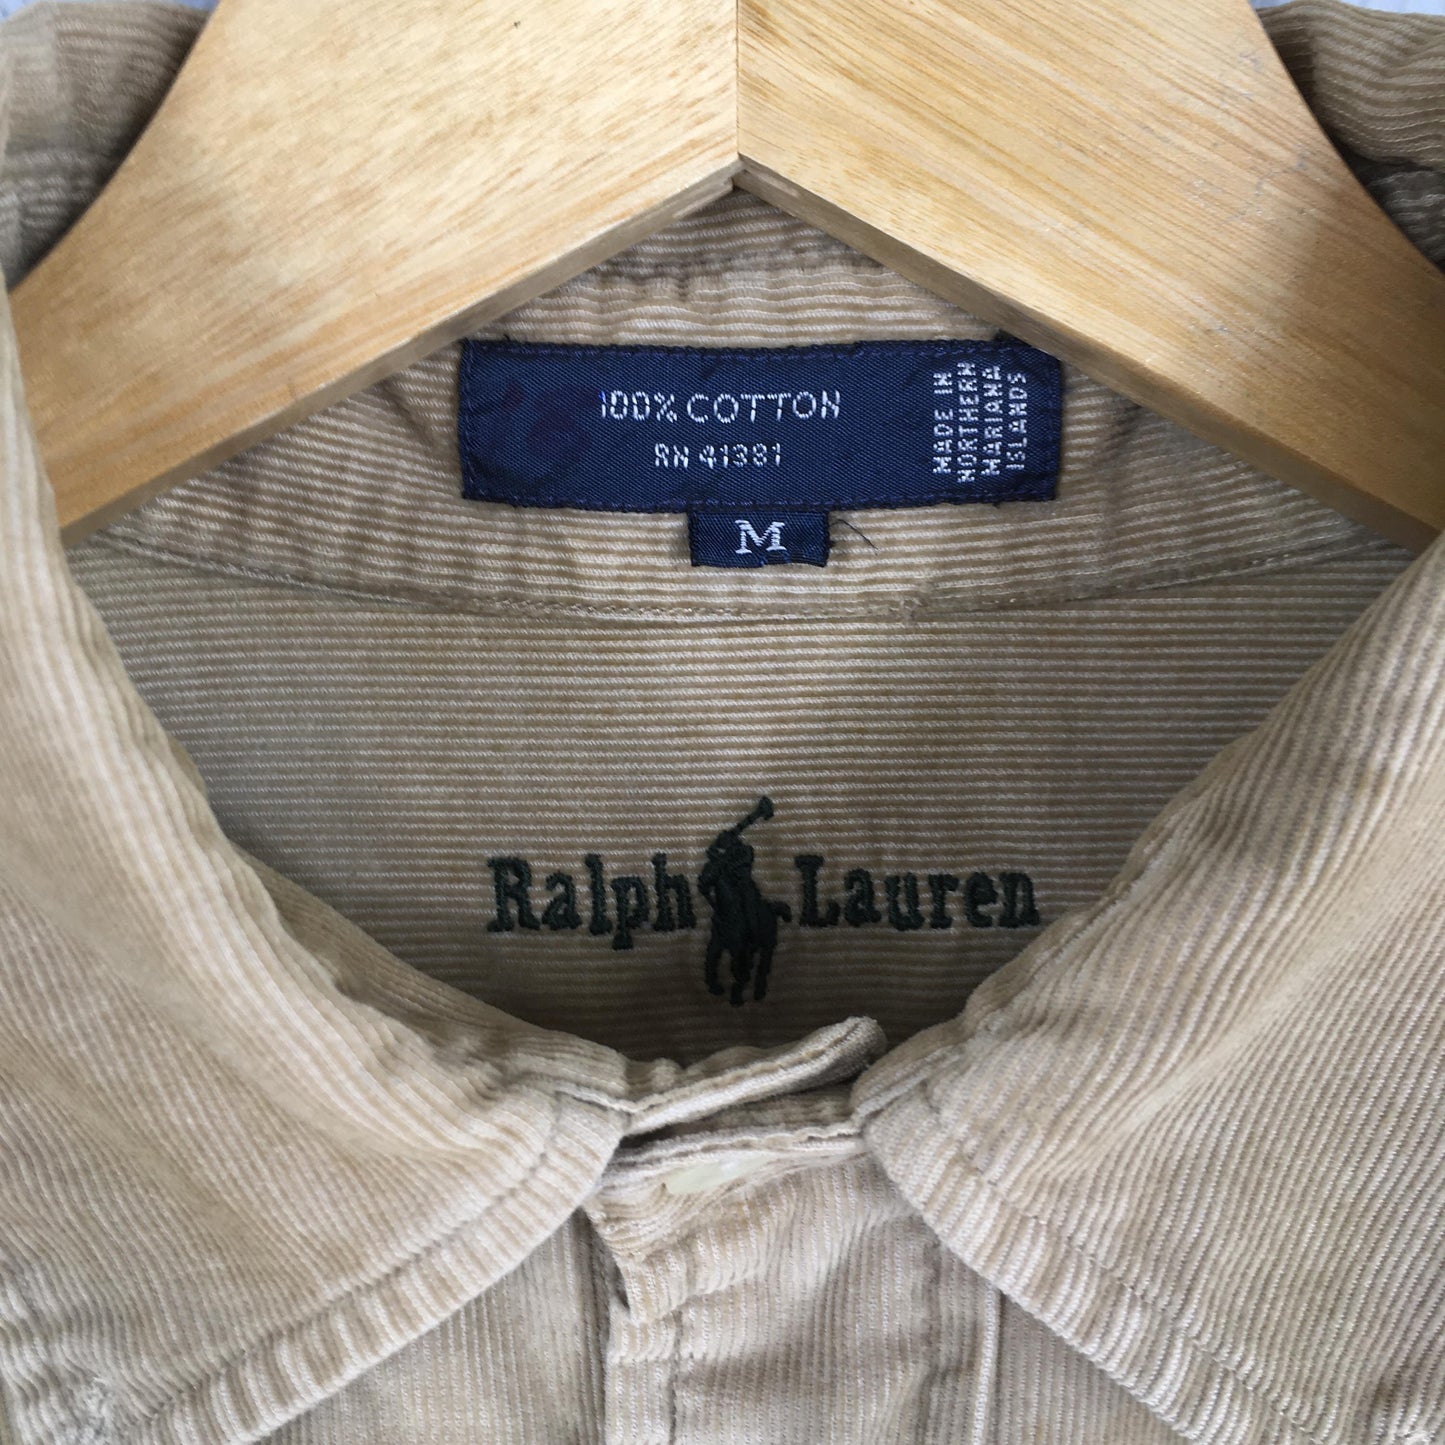 100% COTTON
RN 41381
MADE IN
NORTHERN
MARIANA
ISLANDS
M
Ralph Lauren